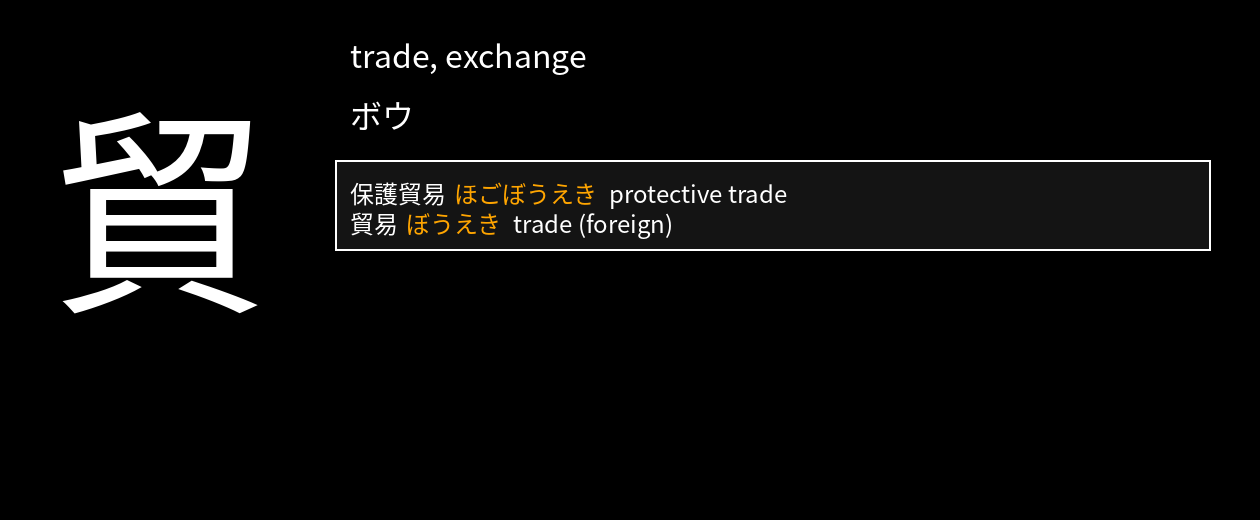 貿
trade, exchange
ボウ
保護貿易 ほごぼうえき protective trade
貿易 ぼうえき trade (foreign)